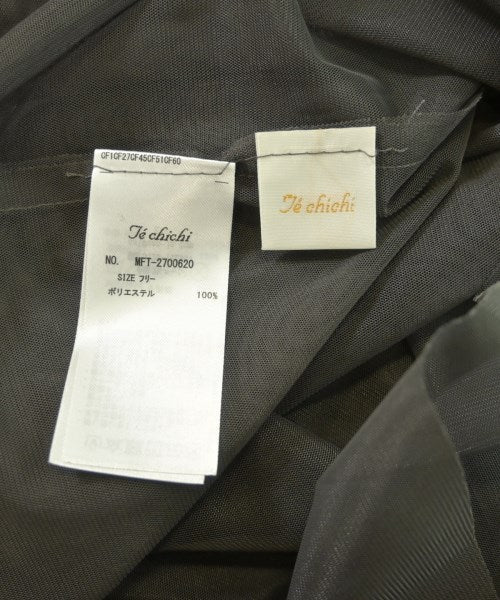 CF1CF27CF45CF51CF60
Té chichi
NO. MFT-2700620
SIZE フリー
ポリエステル 100%
Té chichi